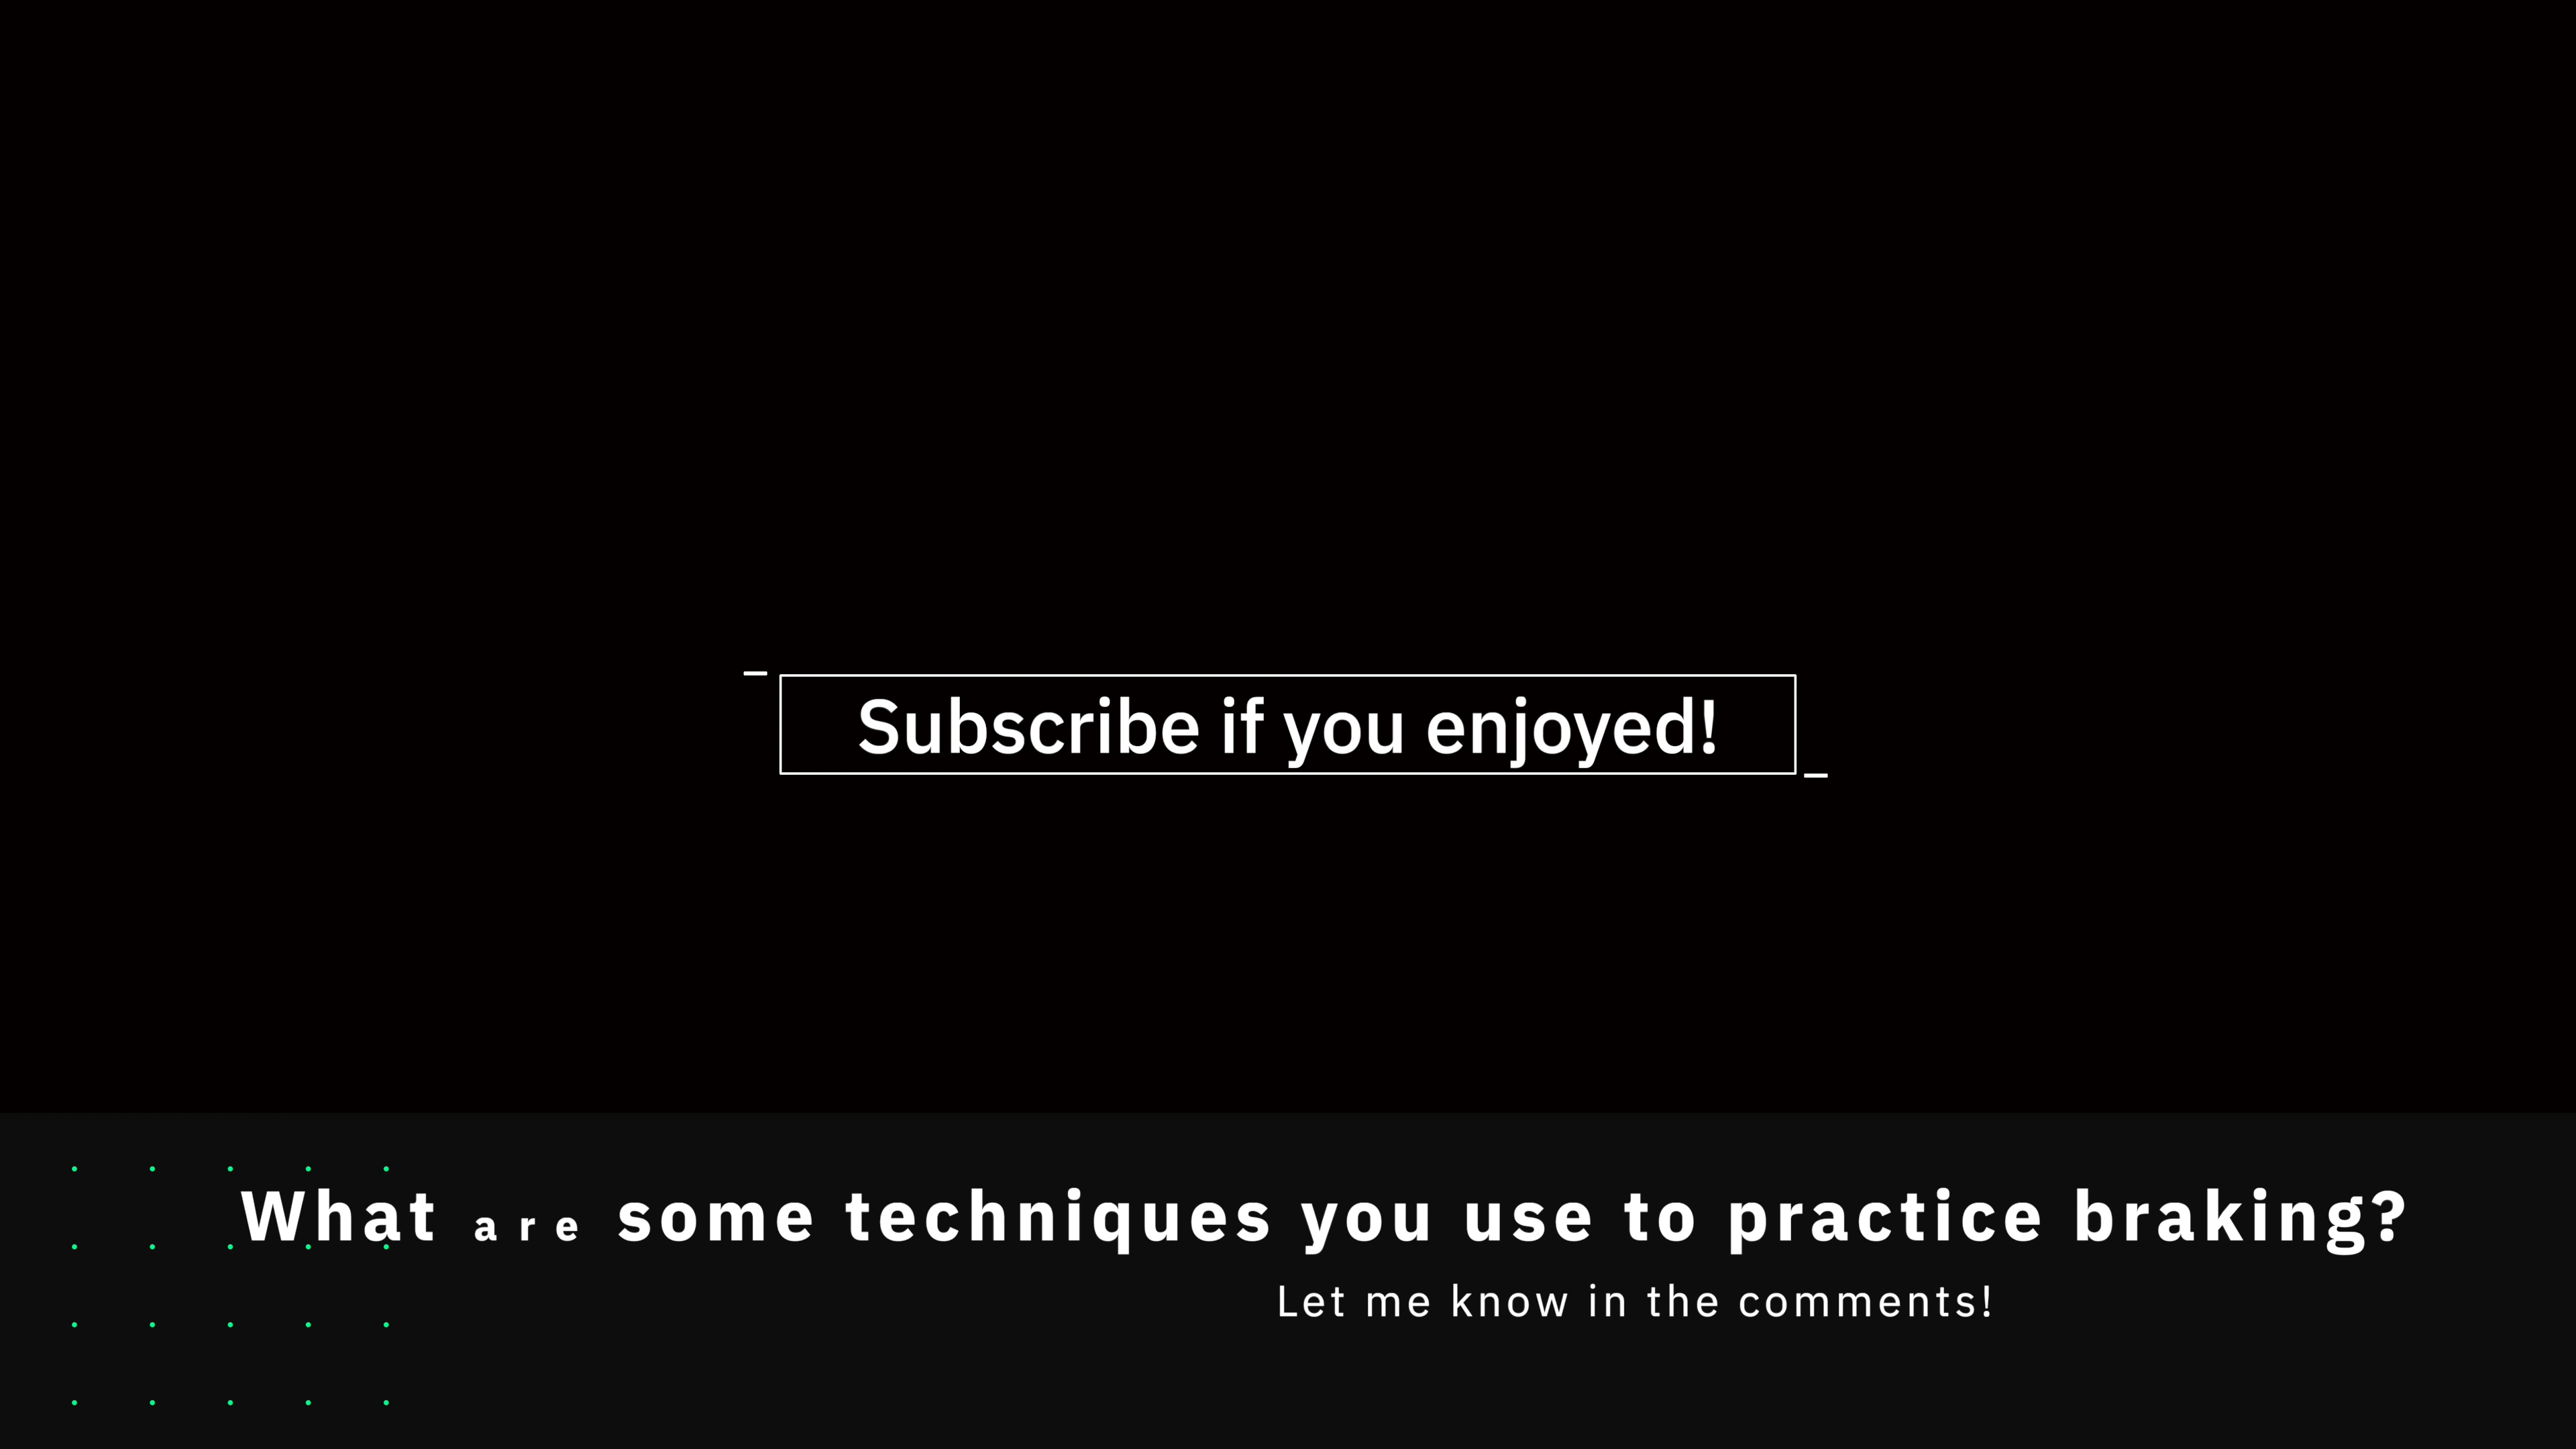 Subscribe if you enjoyed!
What are some techniques you use to practice braking?
Let me know in the comments!